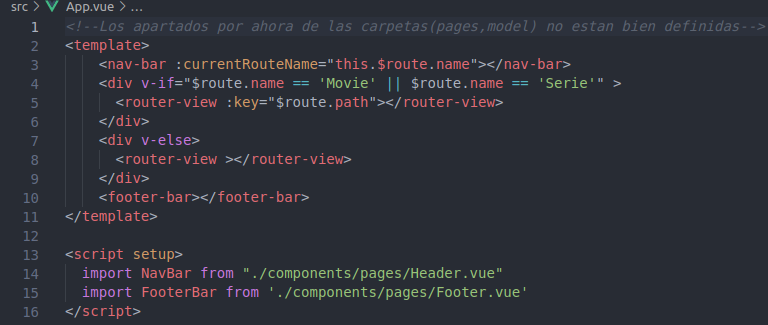 src > App.vue > ...
1 <!--Los apartados por ahora de las carpetas(pages,model) no estan bien definidas-->
2 <template>
3 <nav-bar :currentRouteName="this.$route.name"></nav-bar>
4 <div v-if="$route.name == 'Movie' || $route.name == 'Serie'" >
5 <router-view :key="$route.path"></router-view>
6 </div>
7 <div v-else>
8 <router-view ></router-view>
9 </div>
10 <footer-bar></footer-bar>
11 </template>
12
13 <script setup>
14 import NavBar from "./components/pages/Header.vue"
15 import FooterBar from './components/pages/Footer.vue'
16 </script>